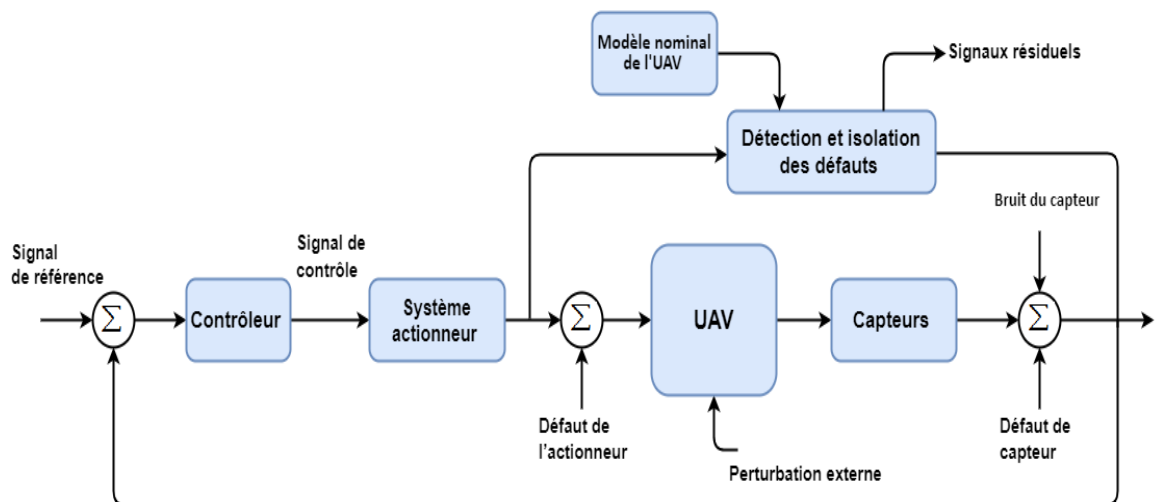 Modèle nominal
de l'UAV
Signaux résiduels
Détection et isolation
des défauts
Bruit du capteur
Signal
de référence
Signal de
contrôle
Σ
Contrôleur
Système
actionneur
Σ
UAV
Capteurs
Σ
Défaut de
l'actionneur
Perturbation externe
Défaut de
capteur